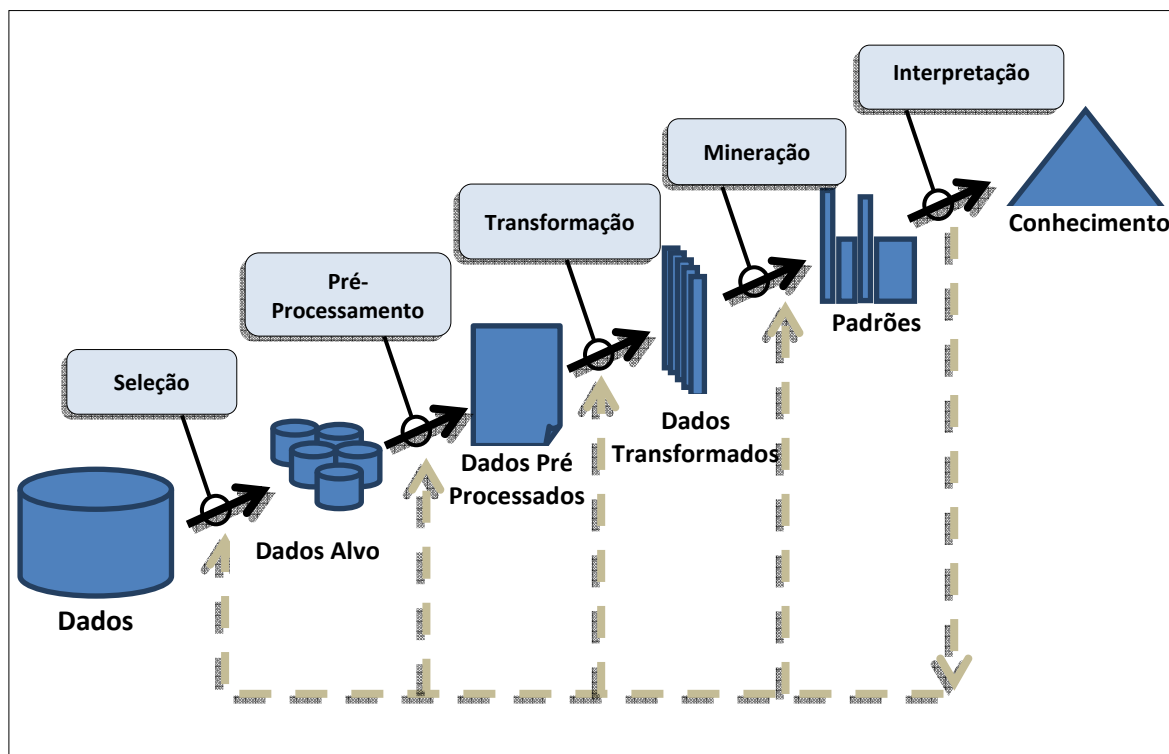 Interpretação
Mineração
Conhecimento
Transformação
Padrões
Pré-
Processamento
Dados
Transformados
Seleção
Dados Pré
Processados
Dados Alvo
Dados